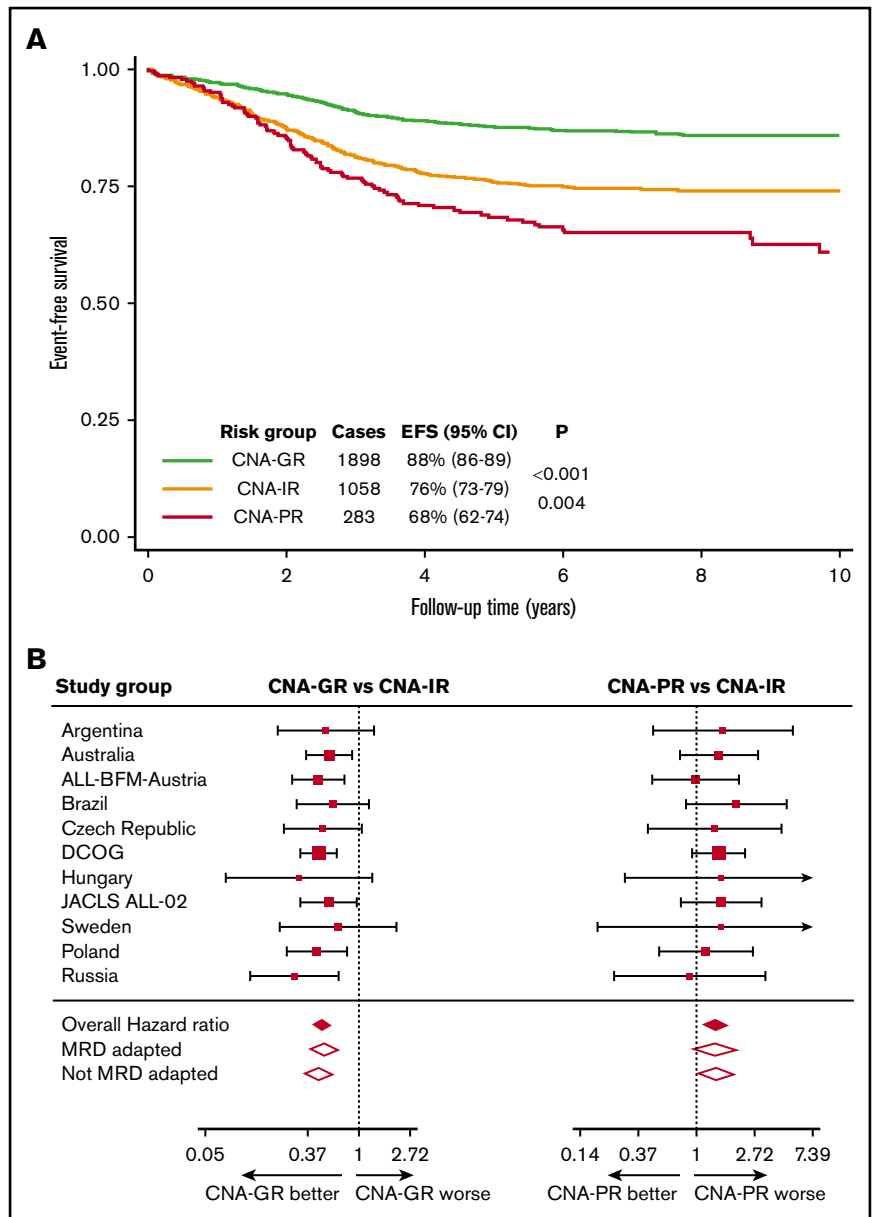 A
1.00
0.75
0.50
0.25
0.00
Event-free survival
Risk group Cases EFS (95% CI) P
CNA-GR 1898 88% (86-89)
<0.001
CNA-IR 1058 76% (73-79)
0.004
CNA-PR 283 68% (62-74)
0 2 4 6 8 10
Follow-up time (years)
B
Study group CNA-GR vs CNA-IR CNA-PR vs CNA-IR
Argentina
Australia
ALL-BFM-Austria
Brazil
Czech Republic
DCOG
Hungary
JACLS ALL-02
Sweden
Poland
Russia
Overall Hazard ratio
MRD adapted
Not MRD adapted
0.05 0.37 1 2.72 0.14 0.37 1 2.72 7.39
CNA-GR better CNA-GR worse CNA-PR better CNA-PR worse